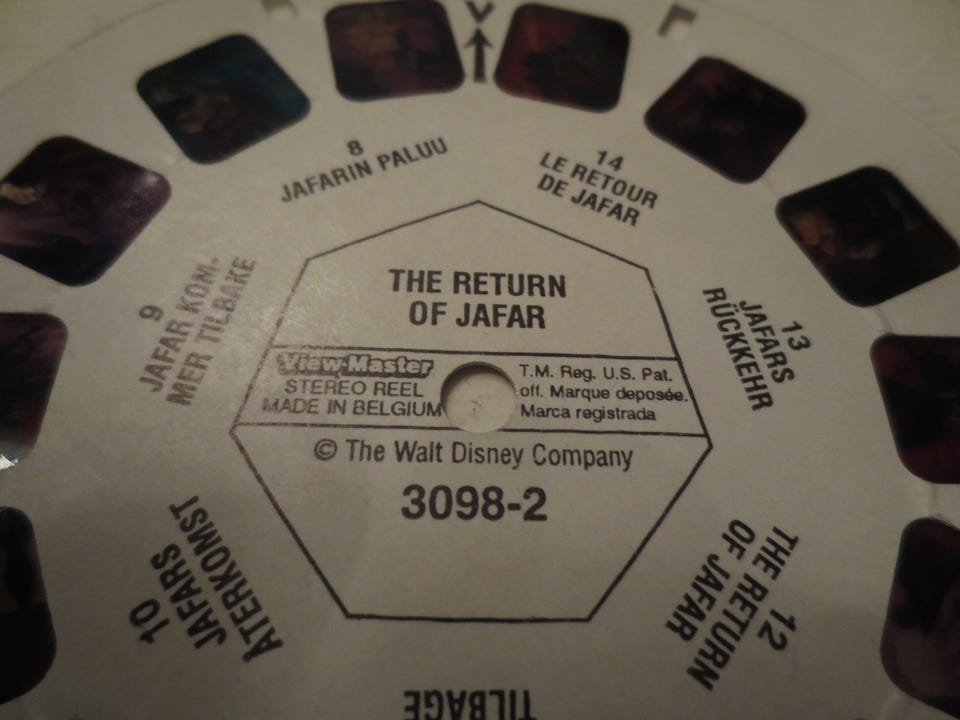 8
JAFARIN PALUU
14
LE RETOUR
DE JAFAR
9
JAFAR KOM-
MER TILBAKE
THE RETURN
OF JAFAR
13
JAFARS
RÜCKKEHR
View-Master
STEREO REEL
MADE IN BELGIUM
T.M. Reg. U.S. Pat.
off. Marque deposée.
Marca registrada
© The Walt Disney Company
3098-2
10
JAFARS
ÅTERKOMST
12
THE RETURN
OF JAFAR
TILBAGE